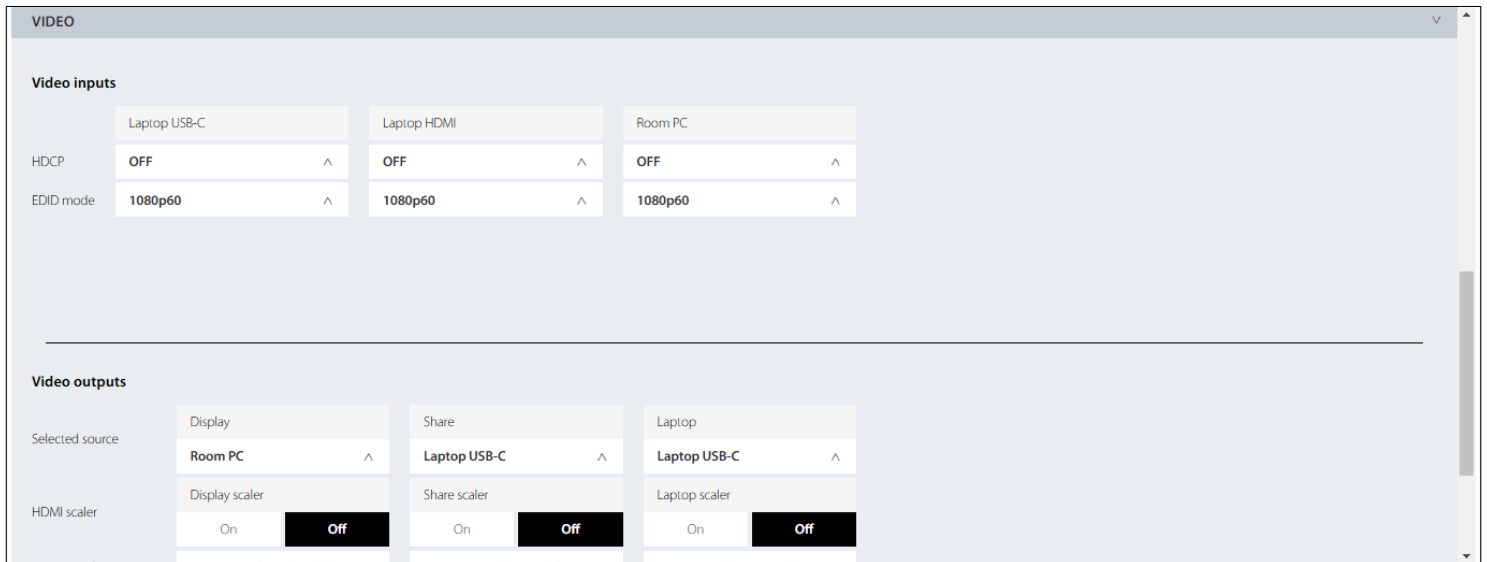 VIDEO
Video inputs
Laptop USB-C Laptop HDMI Room PC
HDCP OFF OFF OFF
EDID mode 1080p60 1080p60 1080p60
Video outputs
Display Share Laptop
Selected source
Room PC Laptop USB-C Laptop USB-C
Display scaler Share scaler Laptop scaler
HDMI scaler
On Off On Off On Off